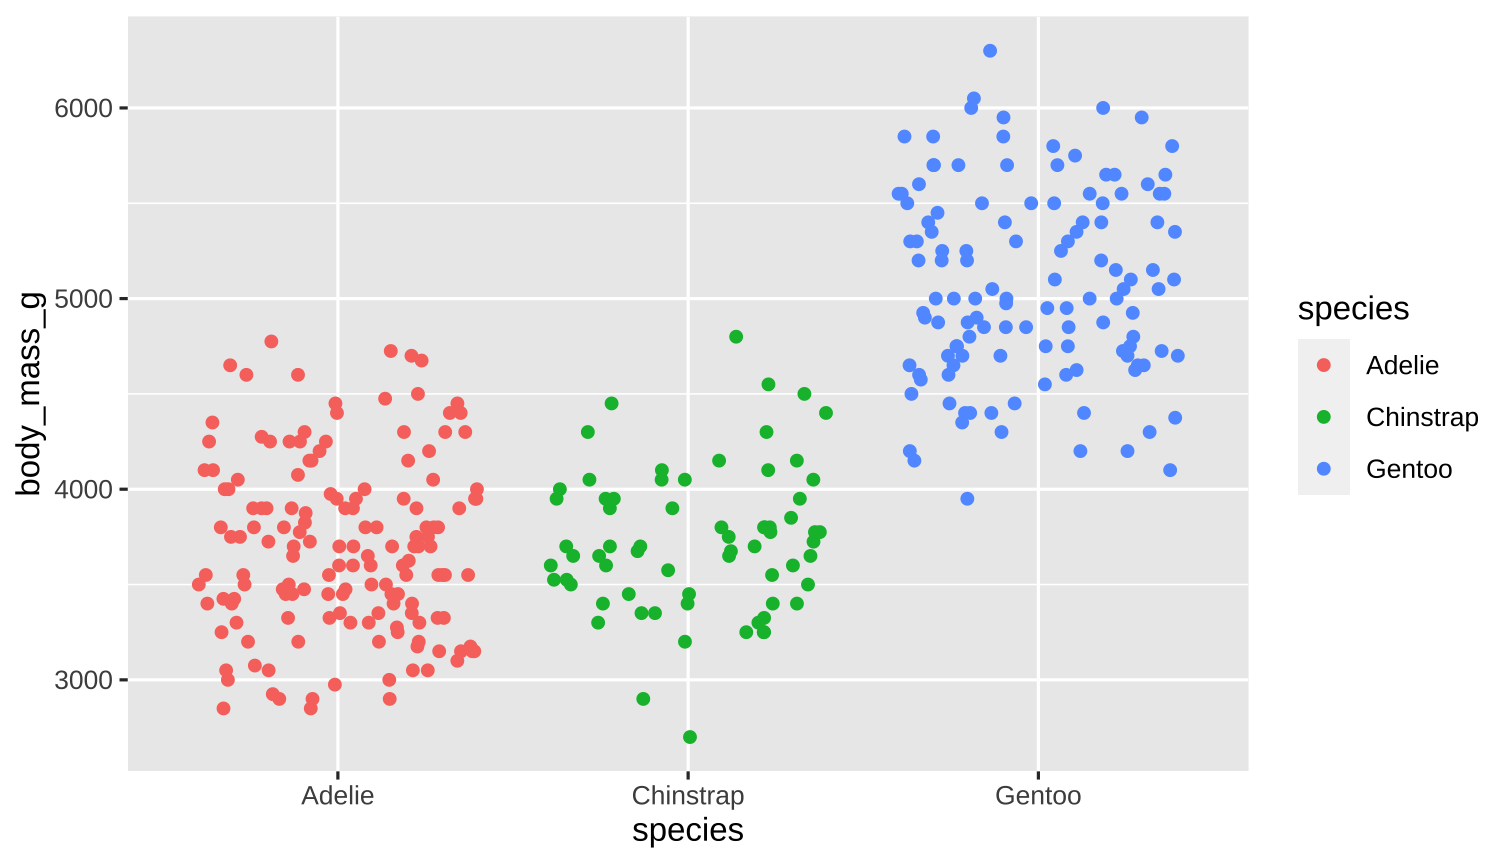 body_mass_g
6000
5000
4000
3000
Adelie
Chinstrap
Gentoo
species
species
Adelie
Chinstrap
Gentoo